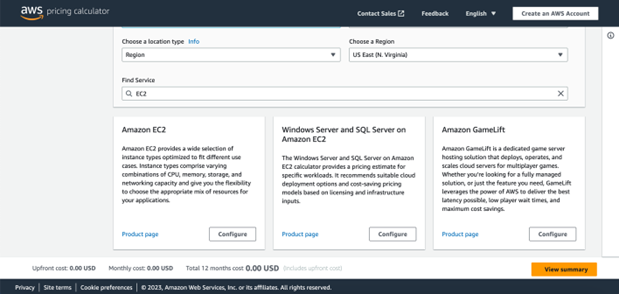 aws pricing calculator
Contact Sales
Feedback
English
Create an AWS Account
Choose a location type Info
Choose a Region
Region
US East (N. Virginia)
Find Service
EC2
Amazon EC2
Amazon EC2 provides a wide selection of
instance types optimized to fit different use
cases. Instance types comprise varying
combinations of CPU, memory, storage, and
networking capacity and give you the flexibility
to choose the appropriate mix of resources for
your applications.
Product page
Configure
Windows Server and SQL Server on
Amazon EC2
The Windows Server and SQL Server on Amazon
EC2 calculator provides a pricing estimate for
specific workloads. It recommends suitable cloud
deployment options and cost-saving pricing
models based on licensing and infrastructure
inputs.
Product page
Configure
Amazon GameLift
Amazon GameLift is a dedicated game server
hosting solution that deploys, operates, and
scales cloud servers for multiplayer games.
Whether you're looking for a fully managed
solution, or just the feature you need, GameLift
leverages the power of AWS to deliver the best
latency possible, low player wait times, and
maximum cost savings.
Product page
Configure
Upfront cost: 0.00 USD
Monthly cost: 0.00 USD
Total 12 months cost 0.00 USD (Includes upfront cost)
View summary
Privacy | Site terms | Cookie preferences | © 2023, Amazon Web Services, Inc. or its affiliates. All rights reserved.